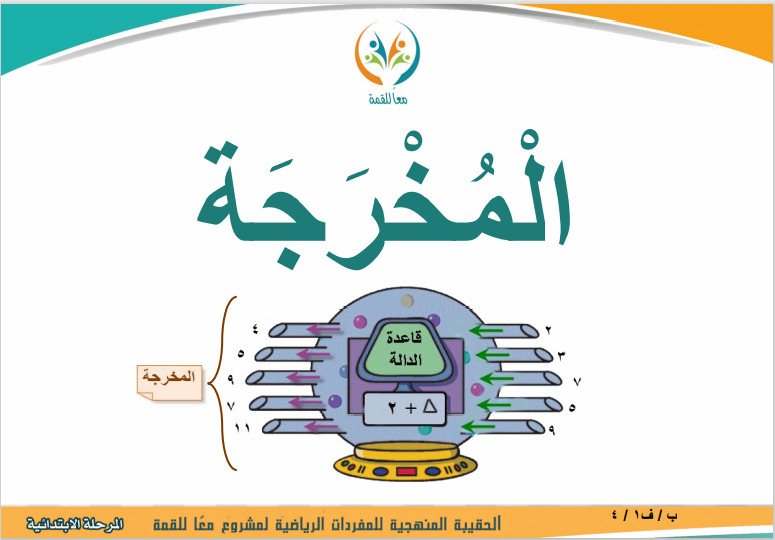 معا للقمة
الْمُخْرَجَة
قاعدة
الدالة
∆ + ٢
٢
٣
٧
٥
٩
٤
٥
٩
٧
١١
المخرجة
ب / ف١ / ٤
الحقيبة المنهجية للمفردات الرياضية لمشروع معًا للقمة
المرحلة الابتدائية